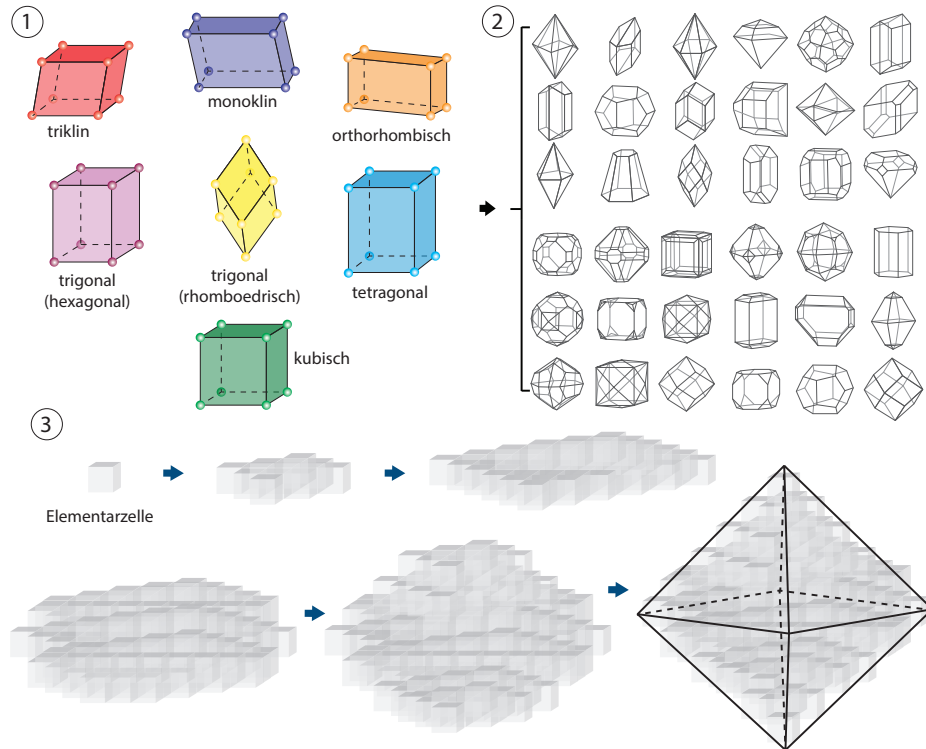 1
2
triklin
monoklin
orthorhombisch
trigonal
(hexagonal)
trigonal
(rhomboedrisch)
tetragonal
kubisch
3
Elementarzelle